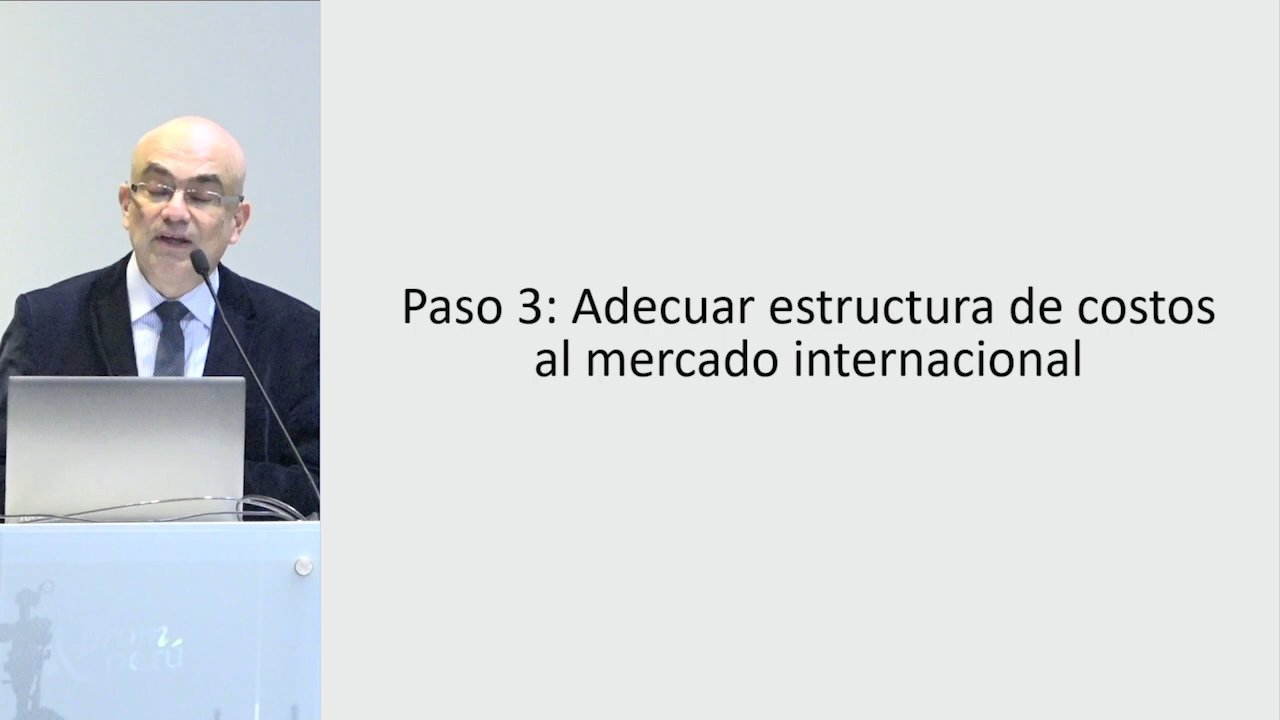 Paso 3: Adecuar estructura de costos
al mercado internacional